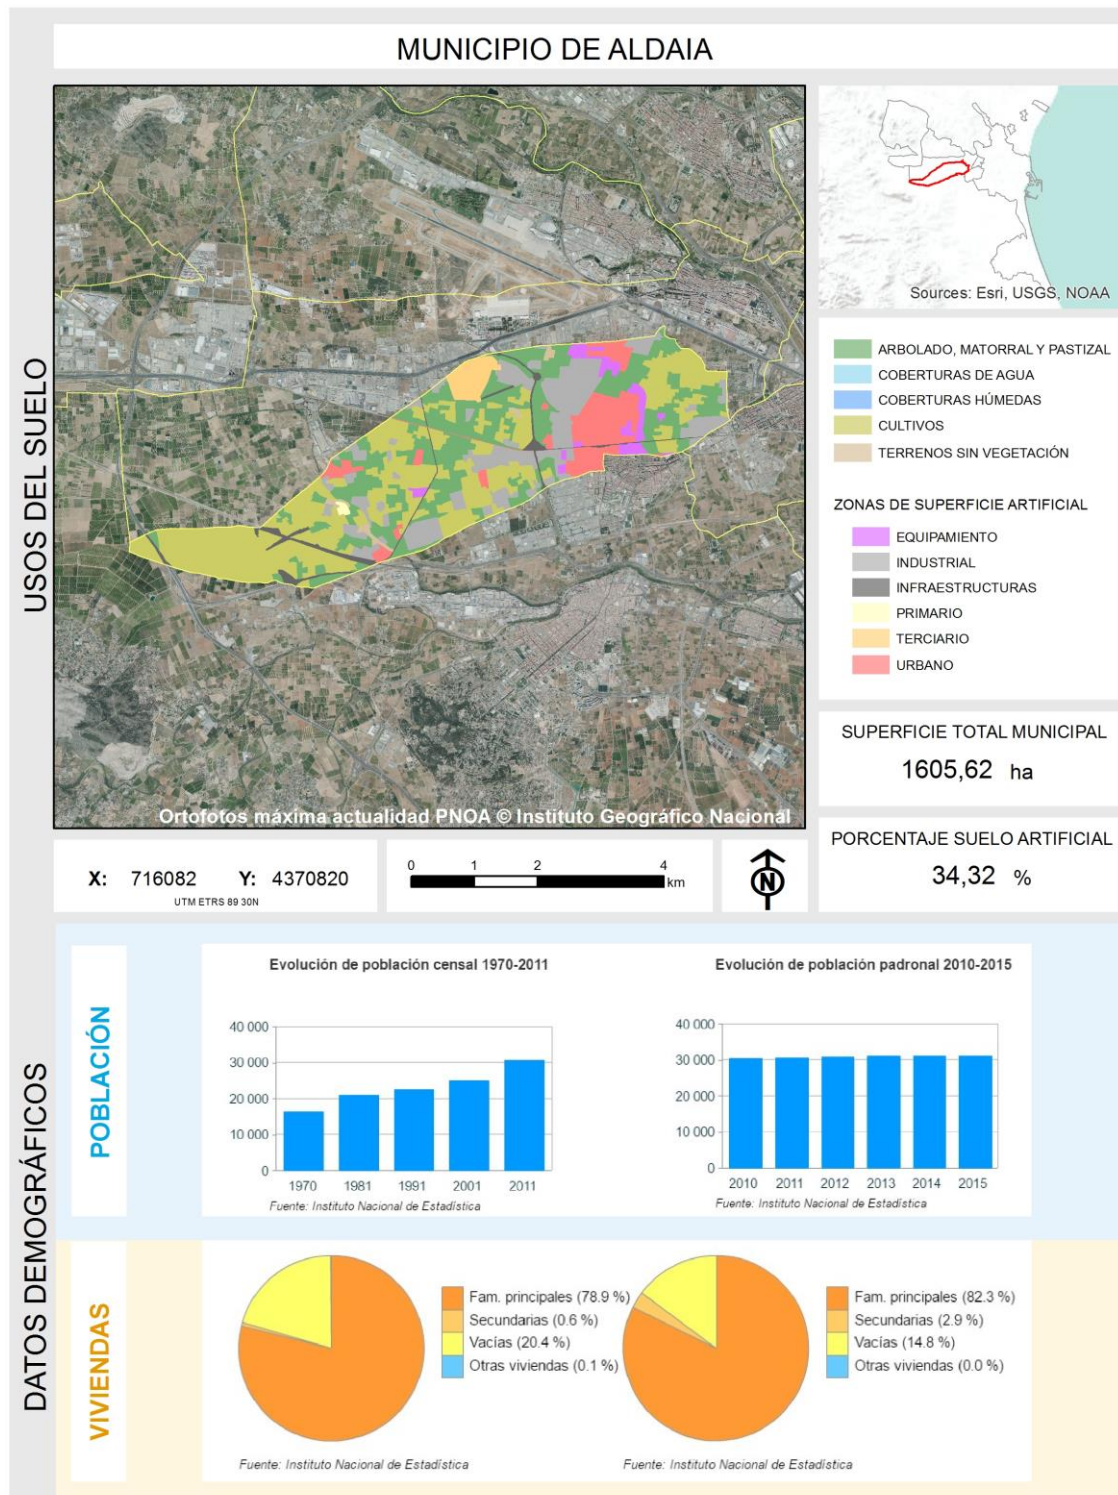 MUNICIPIO DE ALDAIA
USOS DEL SUELO
Ortofotos máxima actualidad PNOA © Instituto Geográfico Nacional
Sources: Esri, USGS, NOAA
ARBOLADO, MATORRAL Y PASTIZAL
COBERTURAS DE AGUA
COBERTURAS HÚMEDAS
CULTIVOS
TERRENOS SIN VEGETACIÓN
ZONAS DE SUPERFICIE ARTIFICIAL
EQUIPAMIENTO
INDUSTRIAL
INFRAESTRUCTURAS
PRIMARIO
TERCIARIO
URBANO
SUPERFICIE TOTAL MUNICIPAL
1605,62 ha
PORCENTAJE SUELO ARTIFICIAL
34,32 %
X: 716082 Y: 4370820
UTM ETRS 89 30N
0 1 2 4
km
N
DATOS DEMOGRÁFICOS
POBLACIÓN
Evolución de población censal 1970-2011
40 000
30 000
20 000
10 000
0
1970 1981 1991 2001 2011
Fuente: Instituto Nacional de Estadística
Evolución de población padronal 2010-2015
40 000
30 000
20 000
10 000
0
2010 2011 2012 2013 2014 2015
Fuente: Instituto Nacional de Estadística
VIVIENDAS
Fam. principales (78.9 %)
Secundarias (0.6 %)
Vacías (20.4 %)
Otras viviendas (0.1 %)
Fuente: Instituto Nacional de Estadística
Fam. principales (82.3 %)
Secundarias (2.9 %)
Vacías (14.8 %)
Otras viviendas (0.0 %)
Fuente: Instituto Nacional de Estadística